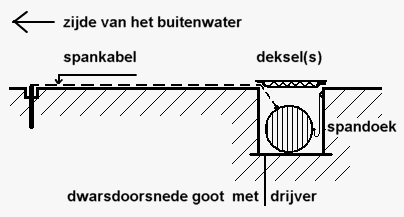 zijde van het buitenwater
spankabel
deksel(s)
spandoek
dwarsdoorsnede goot met drijver